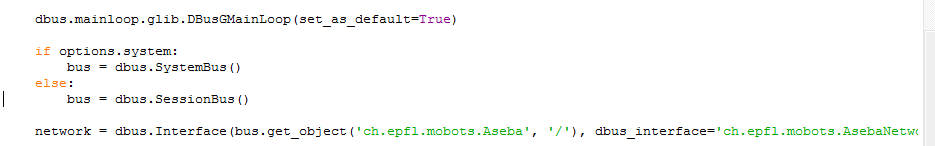 dbus.mainloop.glib.DBusGMainLoop(set_as_default=True)
if options.system:
bus = dbus.SystemBus()
else:
bus = dbus.SessionBus()
network = dbus.Interface(bus.get_object('ch.epfl.mobots.Aseba', '/'), dbus_interface='ch.epfl.mobots.AsebaNetw